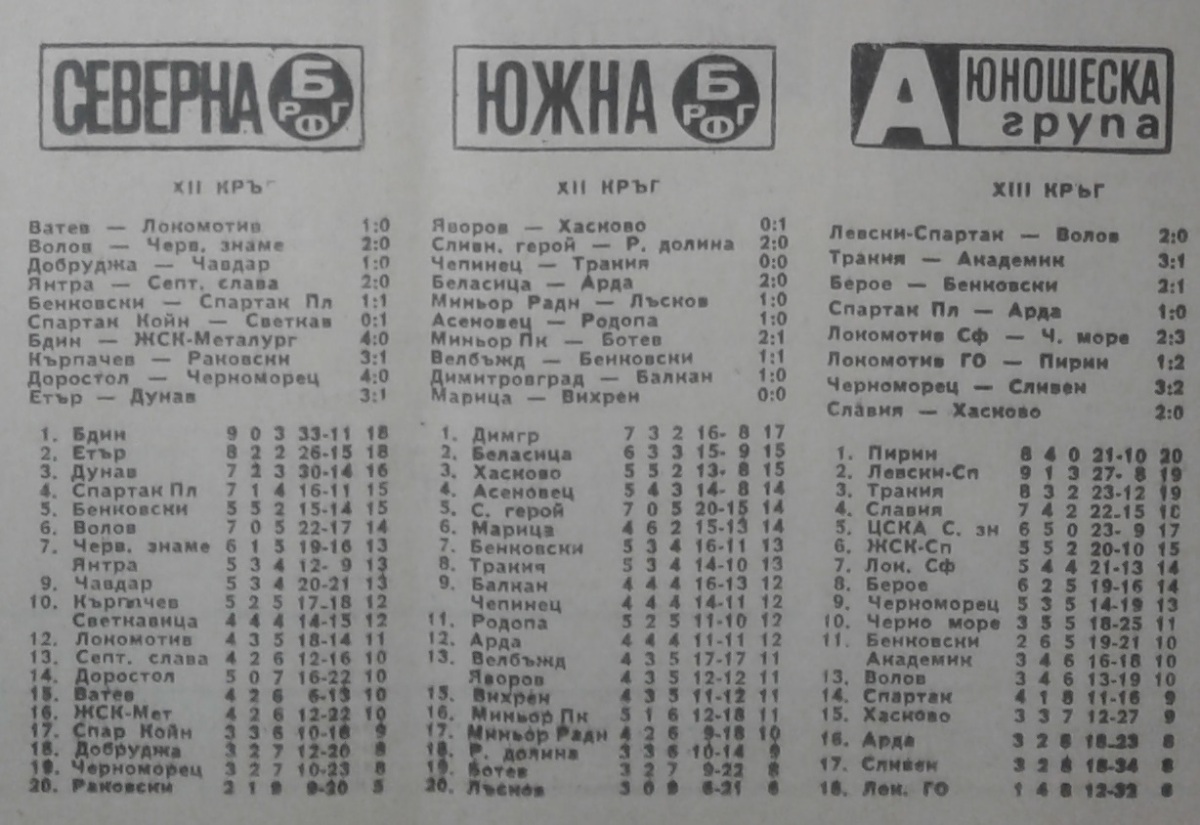 СЕВЕРНА Б РФГ
XII КРЪГ
Ватев — Локомотив 1:0
Волов — Черв. знаме 2:0
Добруджа — Чавдар 1:0
Янтра — Септ. слава 2:0
Бенковски — Спартак Пл 1:1
Спартак Койн — Светкав 0:1
Бдин — ЖСК-Металург 4:0
Кърпачев — Раковски 3:1
Доростол — Черноморец 4:0
Етър — Дунав 3:1
1. Бдин 9 0 3 33-11 18
2. Етър 8 2 2 26-15 18
3. Дунав 7 2 3 30-14 16
4. Спартак Пл 7 1 4 16-11 15
5. Бенковски 5 5 2 15-14 15
6. Волов 7 0 5 22-17 14
7. Черв. знаме 6 1 5 19-16 13
Янтра 5 3 4 12- 9 13
9. Чавдар 5 3 4 20-21 13
10. Кърпачев 5 2 5 17-18 12
Светкавица 4 4 4 14-15 12
12. Локомотив 4 3 5 18-14 11
13. Септ. слава 4 2 6 12-16 10
14. Доростол 5 0 7 16-22 10
15. Ватев 4 2 6 6-13 10
16. ЖСК-Мет 4 2 6 12-22 10
17. Спар Койн 3 3 6 10-16 9
18. Добруджа 3 2 7 12-20 8
19. Черноморец 3 2 7 10-23 8
20. Раковски 2 1 9 9-20 5
ЮЖНА Б РФГ
XII КРЪГ
Яворов — Хасково 0:1
Сливн. герой — Р. долина 2:0
Чепинец — Тракия 0:0
Беласица — Арда 2:0
Миньор Радн — Лъсков 1:0
Асеновец — Родопа 1:0
Миньор Пк — Ботев 2:1
Велбъжд — Бенковски 1:1
Димитровград — Балкан 1:0
Марица — Вихрен 0:0
1. Димгр 7 3 2 16- 8 17
2. Беласица 6 3 3 15- 9 15
3. Хасково 5 5 2 13- 8 15
4. Асеновец 5 4 3 14- 8 14
5. С. герой 7 0 5 20-15 14
6. Марица 4 6 2 15-13 14
7. Бенковски 5 3 4 16-11 13
8. Тракия 5 3 4 14-10 13
9. Балкан 4 4 4 16-13 12
Чепинец 4 4 4 14-11 12
11. Родопа 5 2 5 11-10 12
12. Арда 4 4 4 11-11 12
13. Велбъжд 4 3 5 17-17 11
Яворов 4 3 5 12-12 11
15. Вихрен 4 3 5 11-12 11
16. Миньор Пк 5 1 6 12-18 11
17. Миньор Радн 4 2 6 9-18 10
18. Р. долина 3 3 6 10-14 9
19. Ботев 3 2 7 9-22 8
20. Лъсков 3 0 9 6-21 6
А ЮНОШЕСКА група
XIII КРЪГ
Левски-Спартак — Волов 2:0
Тракия — Академик 3:1
Берое — Бенковски 2:1
Спартак Пл — Арда 1:0
Локомотив Сф — Ч. море 2:3
Локомотив ГО — Пирин 1:2
Черноморец — Сливен 3:2
Славия — Хасково 2:0
1. Пирин 8 4 0 21-10 20
2. Левски-Сп 9 1 3 27- 8 19
3. Тракия 8 3 2 23-12 19
4. Славия 7 4 2 22-15
5. ЦСКА С. зн 6 5 0 23- 9 17
6. ЖСК-Сп 5 5 2 20-10 15
7. Лок. Сф 5 4 4 21-13 14
8. Берое 6 2 5 19-16 14
9. Черноморец 5 3 5 14-19 13
10. Черно море 3 5 5 18-25 11
11. Бенковски 2 6 5 19-21 10
Академик 3 4 6 16-18 10
13. Волов 3 4 6 13-19 10
14. Спартак 4 1 8 11-16 9
15. Хасково 3 3 7 12-27 9
16. Арда 3 2 8 18-23 8
17. Сливен 3 2 8 18-34 8
18. Лок. ГО 1 4 8 12-32 6